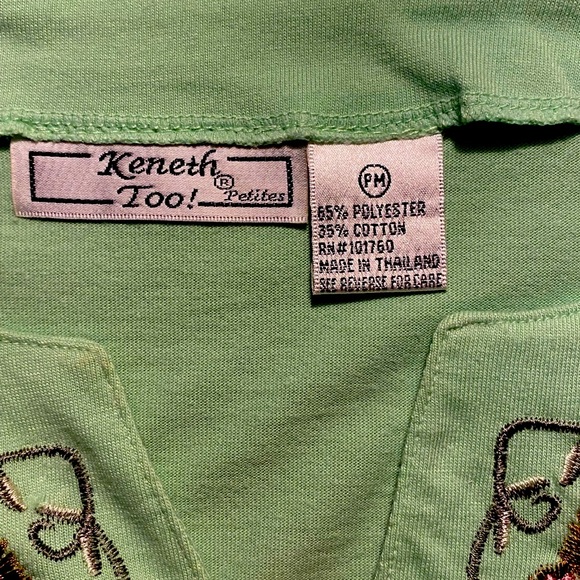 Keneth
Too!® Petites
PM
65% POLYESTER
35% COTTON
RN#101760
MADE IN THAILAND
SEE REVERSE FOR CARE